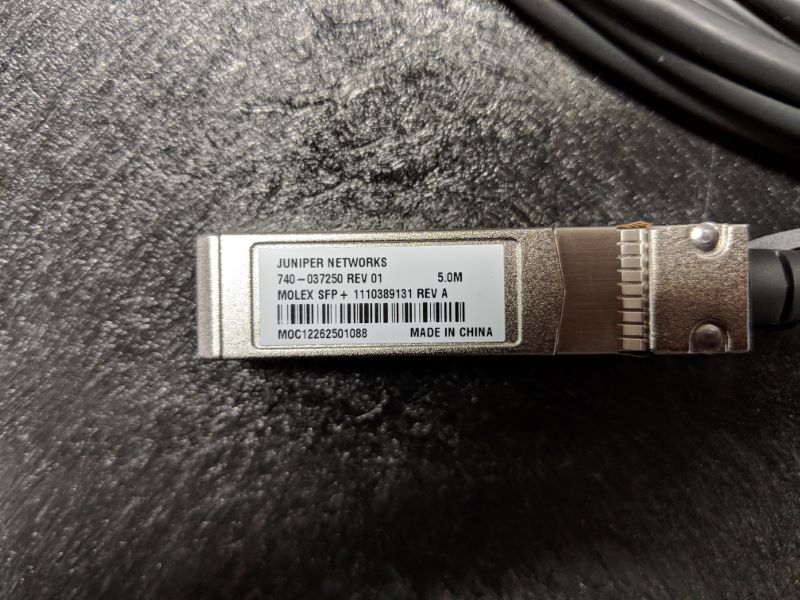 JUNIPER NETWORKS
740-037250 REV 01 5.0M
MOLEX SFP+ 1110389131 REV A
MOC12262501088 MADE IN CHINA